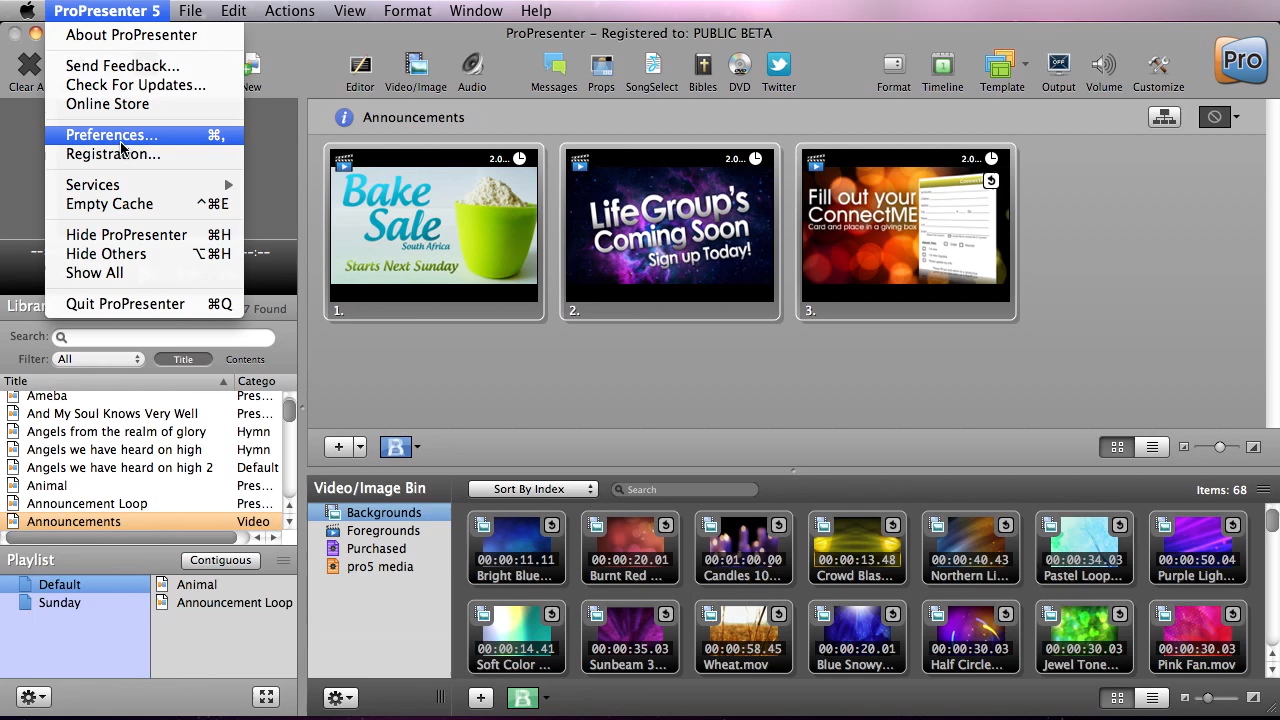 ProPresenter 5 File Edit Actions View Format Window Help
ProPresenter – Registered to: PUBLIC BETA
About ProPresenter
Send Feedback...
Check For Updates...
Online Store
Preferences... ⌘,
Registration...
Services
Empty Cache ^⌘E
Hide ProPresenter ⌘H
Hide Others ⌥⌘H
Show All
Quit ProPresenter ⌘Q
Clear New Editor Video/Image Audio Messages Props SongSelect Bibles DVD Twitter Format Timeline Template Output Volume Customize
Pro
Announcements
2.0...
Bake
Sale
South Africa
Starts Next Sunday
1.
2.0...
LifeGroup's
Coming Soon
Sign up Today!
2.
2.0...
Fill out your
ConnectME
Card and place in a giving box
3.
7 Found
Search:
Filter: All Title Contents
Title Catego
Ameba Pres...
And My Soul Knows Very Well Pres...
Angels from the realm of glory Hymn
Angels we have heard on high Hymn
Angels we have heard on high 2 Default
Animal Pres...
Announcement Loop Pres...
Announcements Video
Playlist Contiguous
Default
Sunday
Animal
Announcement Loop
Video/Image Bin Sort By Index Search Items: 68
Backgrounds
Foregrounds
Purchased
pro5 media
00:00:11.11 00:00:20.01 00:01:00.00 00:00:13.48 00:00:40.43 00:00:34.03 00:00:50.04
Bright Blue... Burnt Red ... Candles 10... Crowd Blas... Northern Li... Pastel Loop... Purple Ligh...
00:00:14.41 00:00:35.03 00:00:58.45 00:00:20.01 00:00:30.03 00:00:30.03 00:00:30.03
Soft Color ... Sunbeam 3... Wheat.mov Blue Snowy... Half Circle... Jewel Tone... Pink Fan.mov